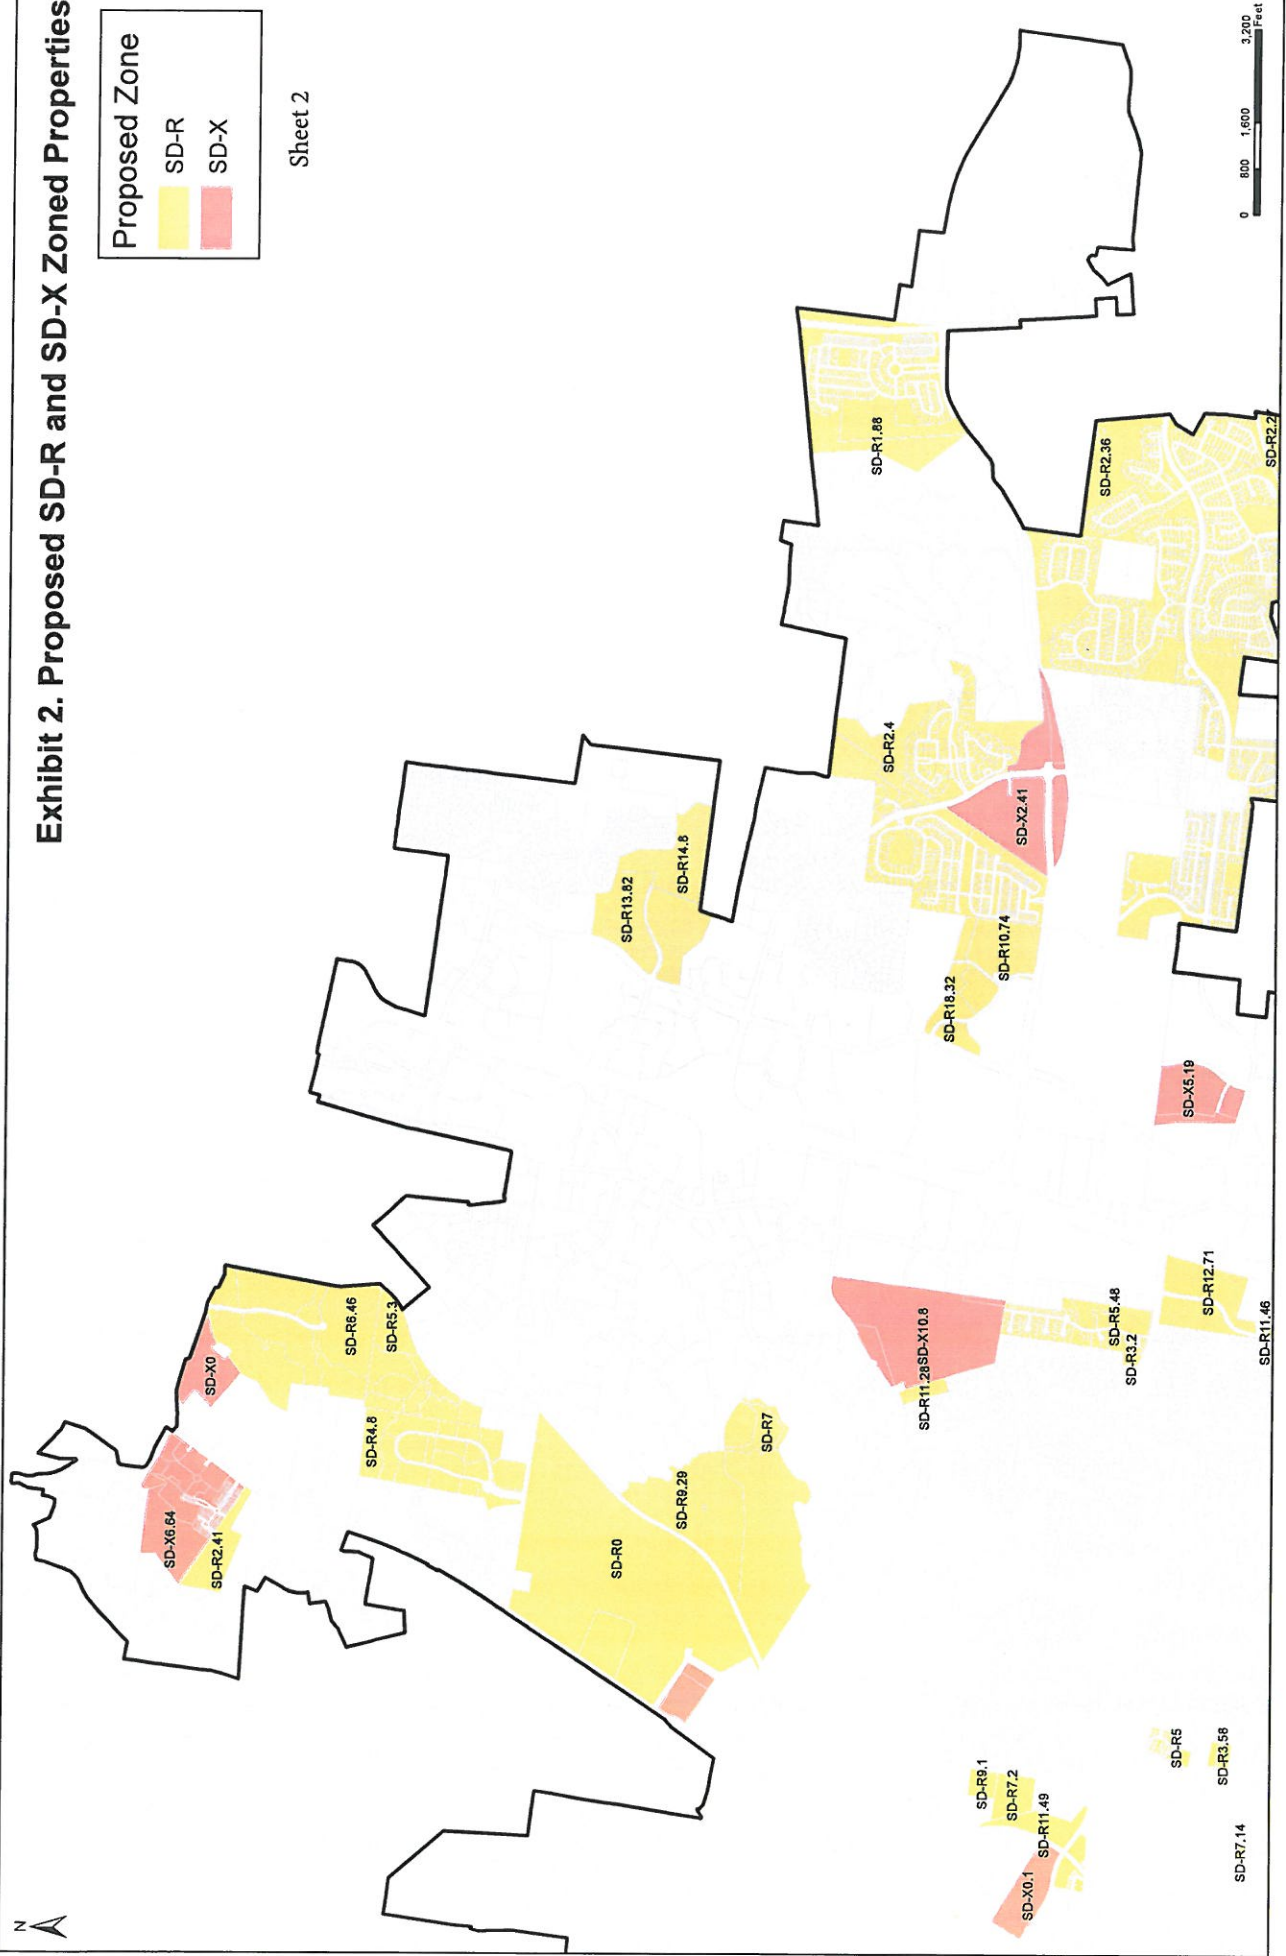 Exhibit 2. Proposed SD-R and SD-X Zoned Properties
Proposed Zone
SD-R
SD-X
Sheet 2
N
SD-X6.64
SD-R2.41
SD-X0
SD-R6.46
SD-R5.3
SD-R4.8
SD-R0
SD-R9.29
SD-R7
SD-R13.82
SD-R14.8
SD-R1.88
SD-R2.4
SD-X2.41
SD-R10.74
SD-R18.32
SD-R2.36
SD-R2.27
SD-X10.8
SD-R11.28
SD-R5.48
SD-R3.2
SD-X5.19
SD-R12.71
SD-R11.46
SD-R9.1
SD-R7.2
SD-R11.49
SD-X0.1
SD-R5
SD-R3.58
SD-R7.14
0 800 1,600 3,200
Feet